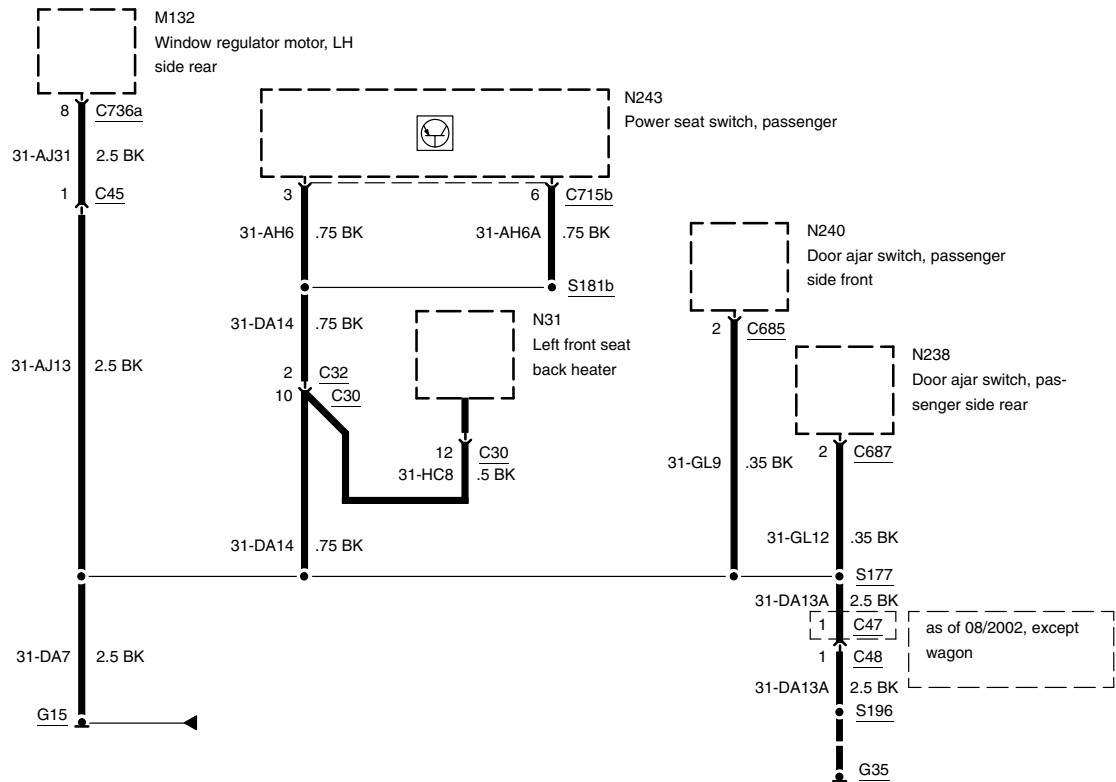 M132
Window regulator motor, LH
side rear
8 C736a
31-AJ31 2.5 BK
1 C45
31-AJ13 2.5 BK
31-DA7 2.5 BK
G15
N243
Power seat switch, passenger
3
6 C715b
31-AH6 .75 BK
31-AH6A .75 BK
S181b
31-DA14 .75 BK
2 C32
10 C30
N31
Left front seat
back heater
12 C30
31-HC8 .5 BK
31-DA14 .75 BK
N240
Door ajar switch, passenger
side front
2 C685
31-GL9 .35 BK
N238
Door ajar switch, pas-
senger side rear
2 C687
31-GL12 .35 BK
S177
31-DA13A 2.5 BK
1 C47
as of 08/2002, except
wagon
1 C48
31-DA13A 2.5 BK
S196
G35